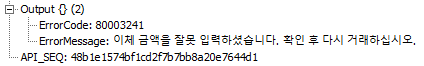 Output {} (2)
ErrorCode: 80003241
ErrorMessage: 이체 금액을 잘못 입력하셨습니다. 확인 후 다시 거래하십시오.
API_SEQ: 48b1e1574bf1cd2f7b7bb8a20e7644d1